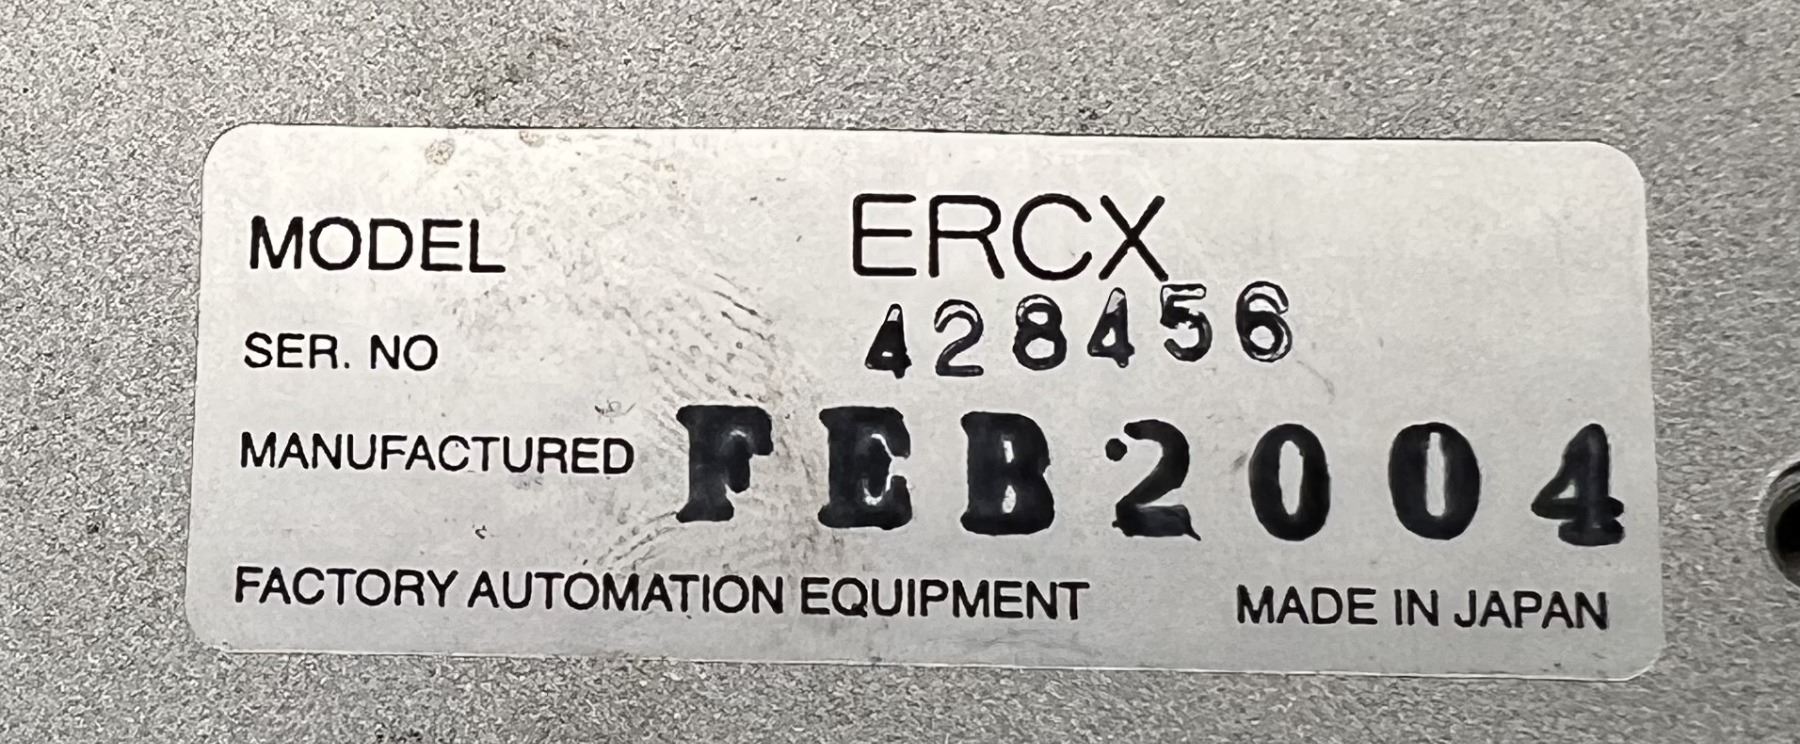 MODEL ERCX
SER. NO 428456
MANUFACTURED FEB2004
FACTORY AUTOMATION EQUIPMENT MADE IN JAPAN